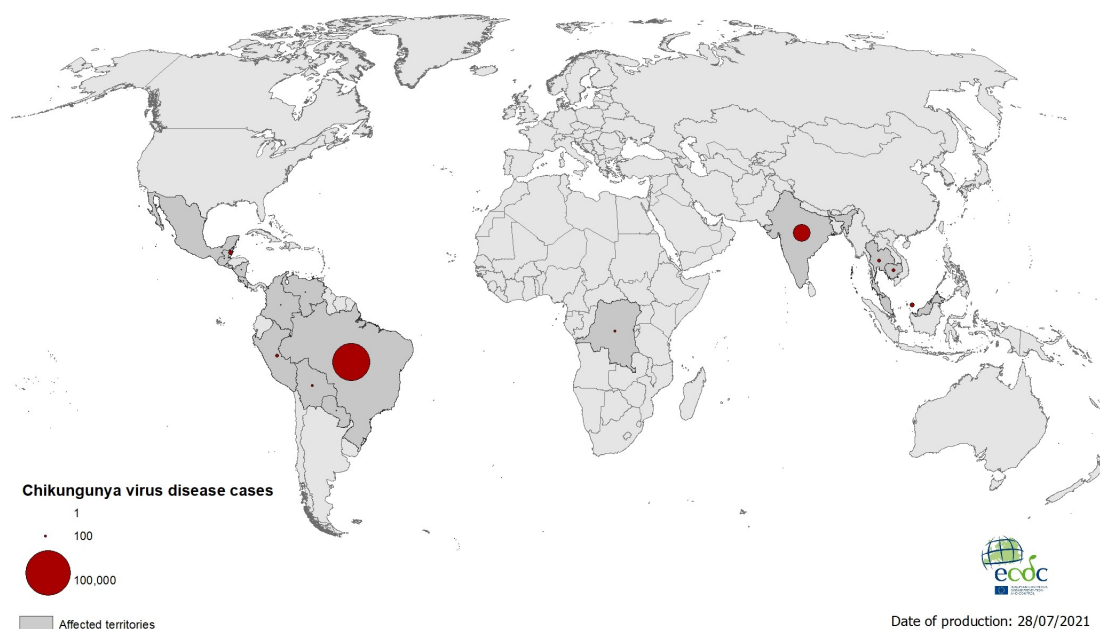 Chikungunya virus disease cases
1
100
100,000
Affected territories
ecdc
Date of production: 28/07/2021